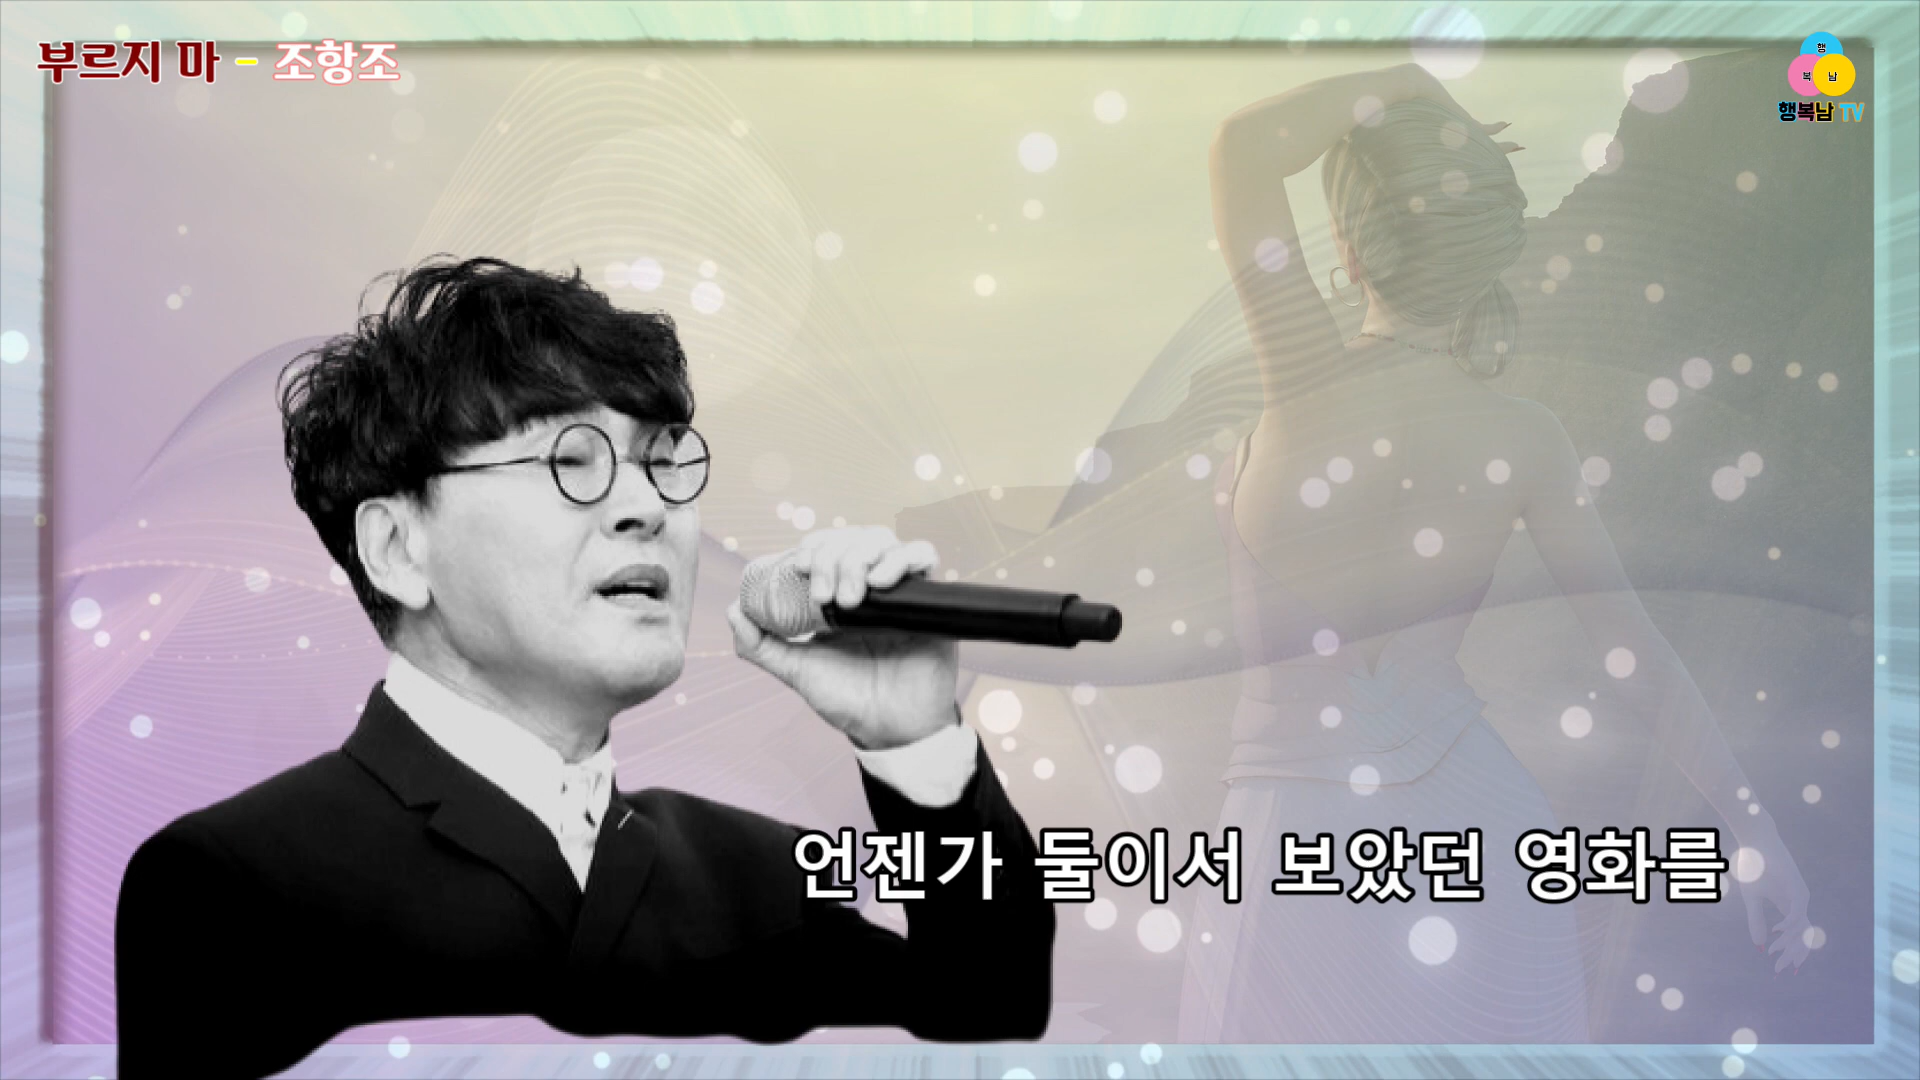 부르지 마 - 조항조
행
복 남
행복남 TV
언젠가 둘이서 보았던 영화를